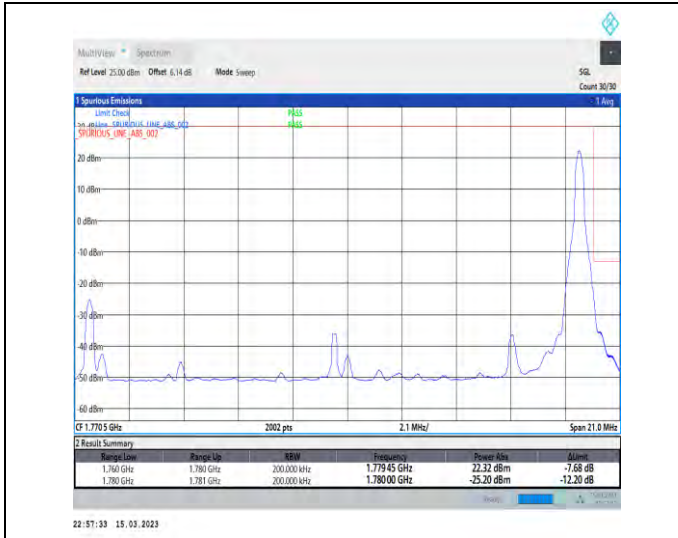 MultiView Spectrum
Ref Level 25.00 dBm Offset 6.14 dB Mode Sweep SGL
Count 30/30
1 Spurious Emissions 1 Avg
Limit Check PASS
Line SPURIOUS_LINE_ABS_002 PASS
SPURIOUS_LINE_ABS_002
20 dBm
10 dBm
0 dBm
-10 dBm
-20 dBm
-30 dBm
-40 dBm
-50 dBm
-60 dBm
CF 1.7705 GHz 2002 pts 2.1 MHz/ Span 21.0 MHz
2 Result Summary
Range Low Range Up RBW Frequency Power Abs ΔLimit
1.760 GHz 1.780 GHz 200.000 kHz 1.77945 GHz 22.32 dBm -7.68 dB
1.780 GHz 1.781 GHz 200.000 kHz 1.78000 GHz -25.20 dBm -12.20 dB
Ready
22:57:33 15.03.2023